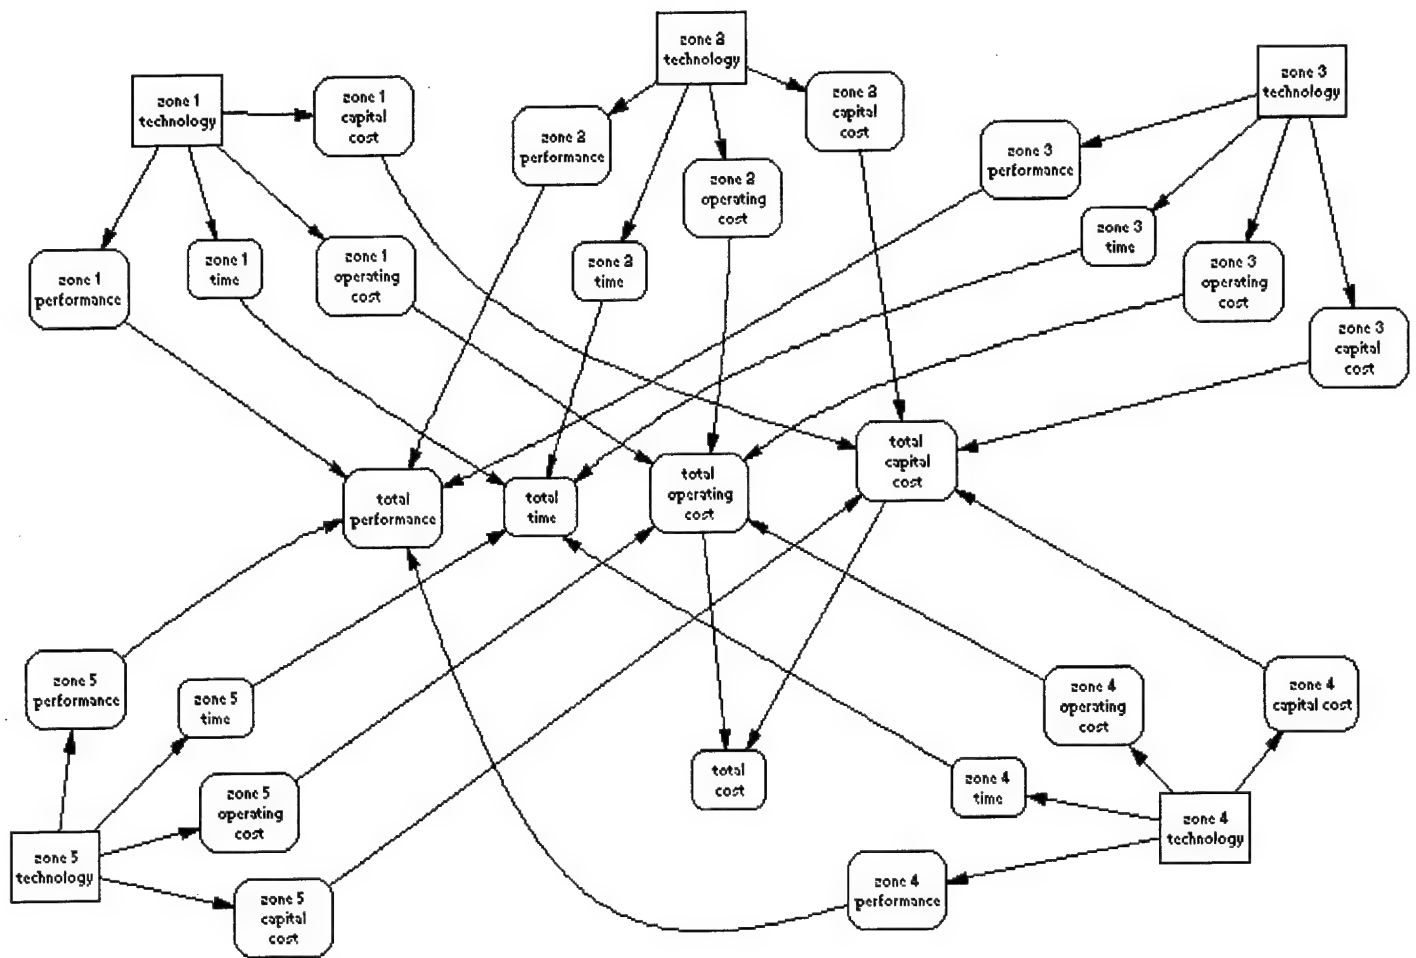 zone 1
technology
zone 1
capital
cost
zone 2
technology
zone 2
capital
cost
zone 3
technology
zone 2
performance
zone 3
performance
zone 2
operating
cost
zone 1
performance
zone 1
time
zone 1
operating
cost
zone 2
time
zone 3
time
zone 3
operating
cost
zone 3
capital
cost
total
performance
total
time
total
operating
cost
total
capital
cost
zone 5
performance
zone 5
time
zone 4
operating
cost
zone 4
capital cost
zone 5
operating
cost
total
cost
zone 4
time
zone 4
technology
zone 5
technology
zone 5
capital
cost
zone 4
performance